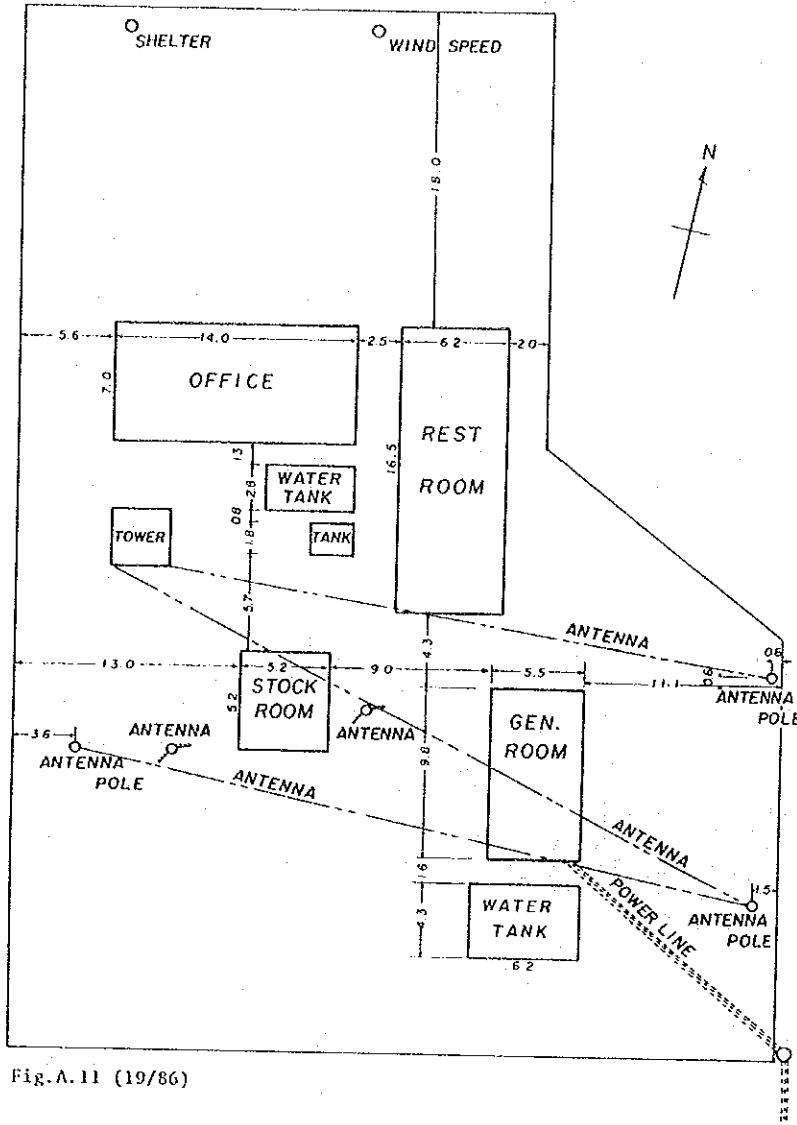 SHELTER
WIND SPEED
N
18.0
5.6
14.0
2.5
6.2
2.0
7.0
OFFICE
REST
ROOM
16.5
1.3
WATER
TANK
2.8
0.8
TOWER
TANK
1.8
5.7
ANTENNA
4.3
13.0
5.2
9.0
5.5
11.1
0.6
0.6
STOCK
ROOM
5.2
ANTENNA
POLE
GEN.
ROOM
3.6
ANTENNA
ANTENNA
ANTENNA
POLE
ANTENNA
9.8
ANTENNA
1.6
POWER LINE
1.5
WATER
TANK
4.3
ANTENNA
POLE
6.2
Fig.A.11 (19/86)